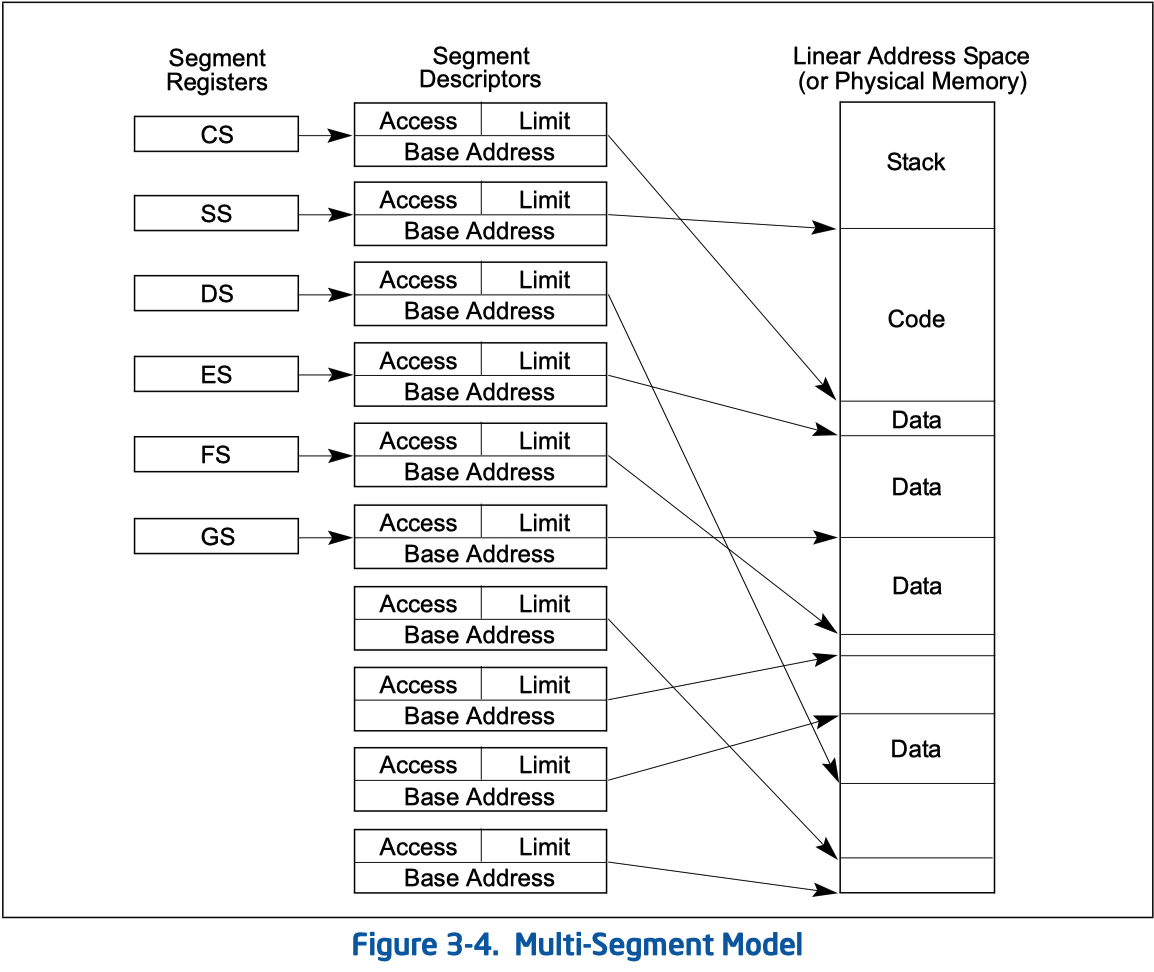 Segment
Registers
Segment
Descriptors
Linear Address Space
(or Physical Memory)
CS
Access Limit
Base Address
Stack
SS
Access Limit
Base Address
DS
Access Limit
Base Address
Code
ES
Access Limit
Base Address
Data
FS
Access Limit
Base Address
Data
GS
Access Limit
Base Address
Data
Access Limit
Base Address
Access Limit
Base Address
Data
Access Limit
Base Address
Access Limit
Base Address
Figure 3-4. Multi-Segment Model